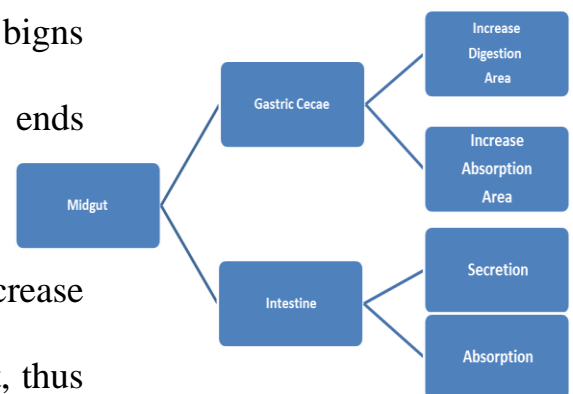 bigns
ends
crease
, thus
Midgut
Gastric Cecae
Intestine
Increase
Digestion
Area
Increase
Absorption
Area
Secretion
Absorption